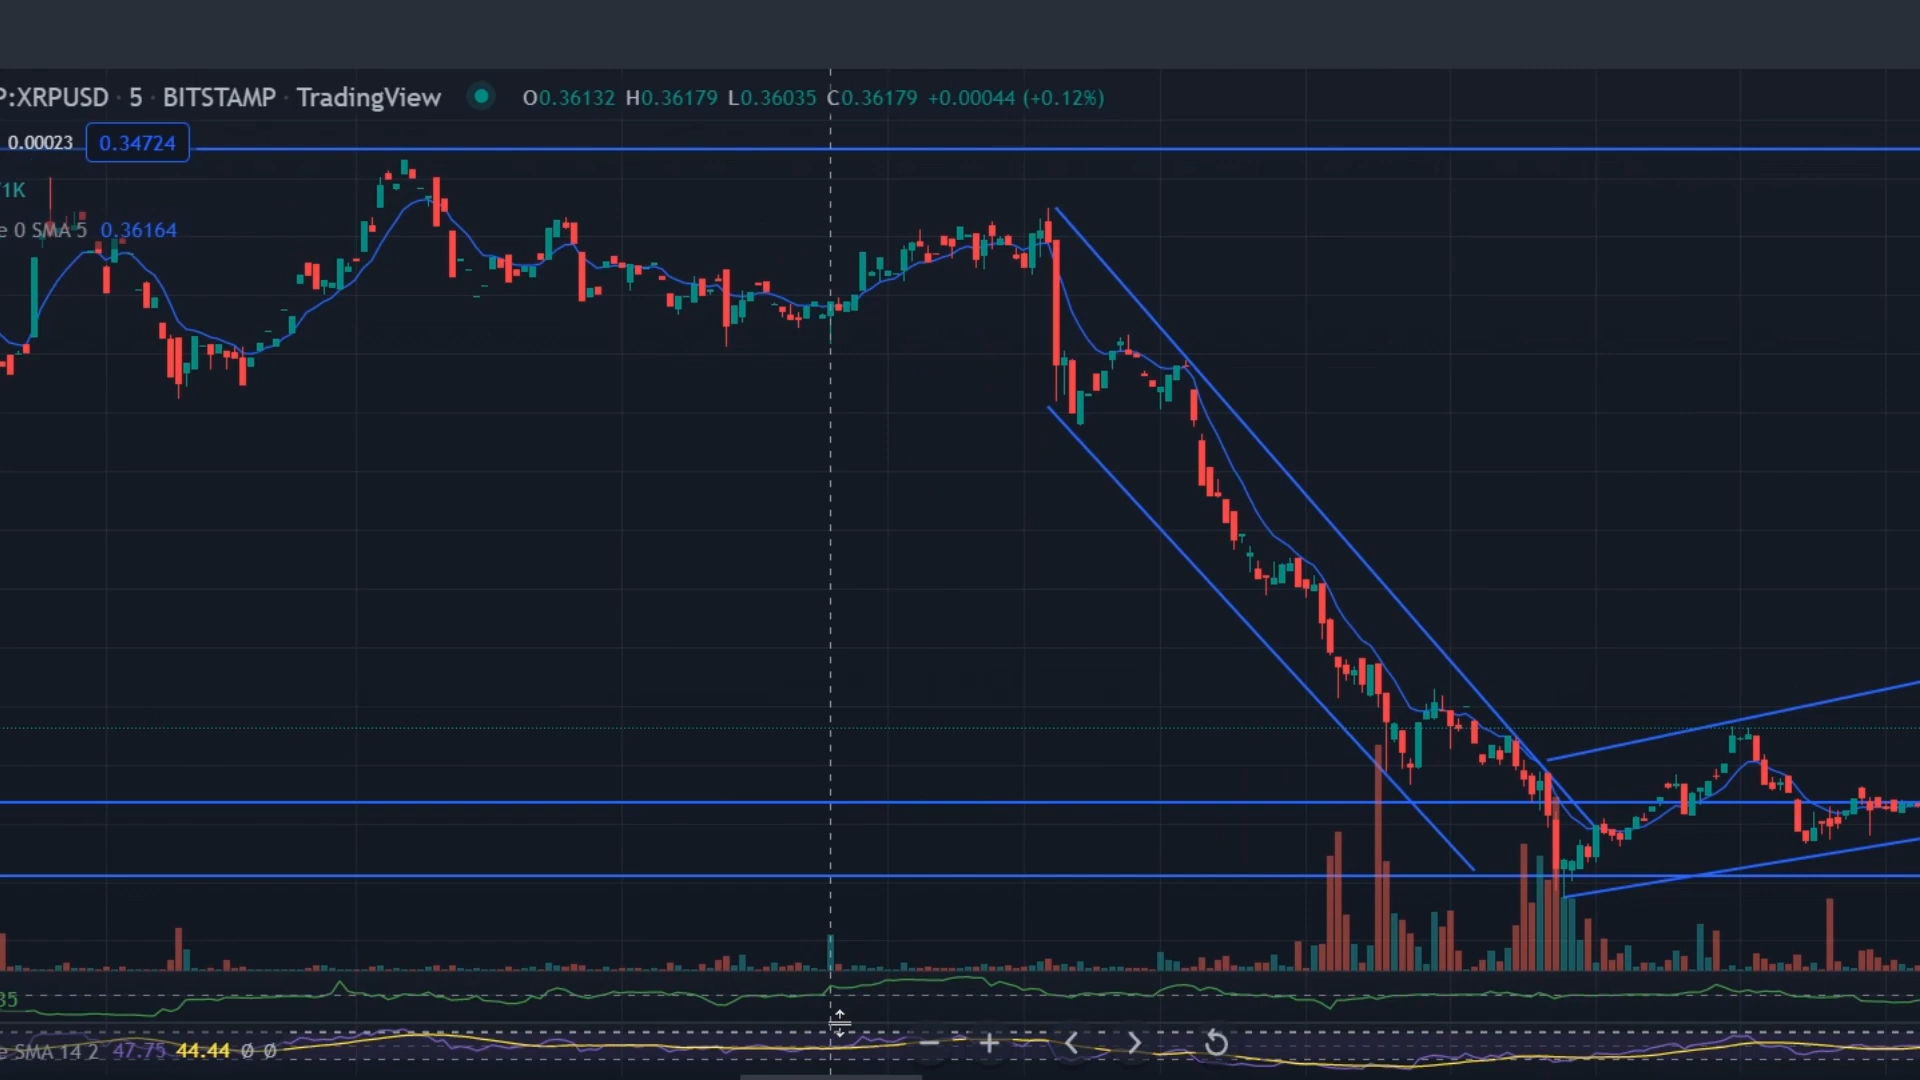 P:XRPUSD · 5 · BITSTAMP · TradingView O0.36132 H0.36179 L0.36035 C0.36179 +0.00044 (+0.12%)
0.00023 0.34724
1K
e 0 SMA 5 0.36164
35
e SMA 14 2 47.75 44.44 Ø Ø